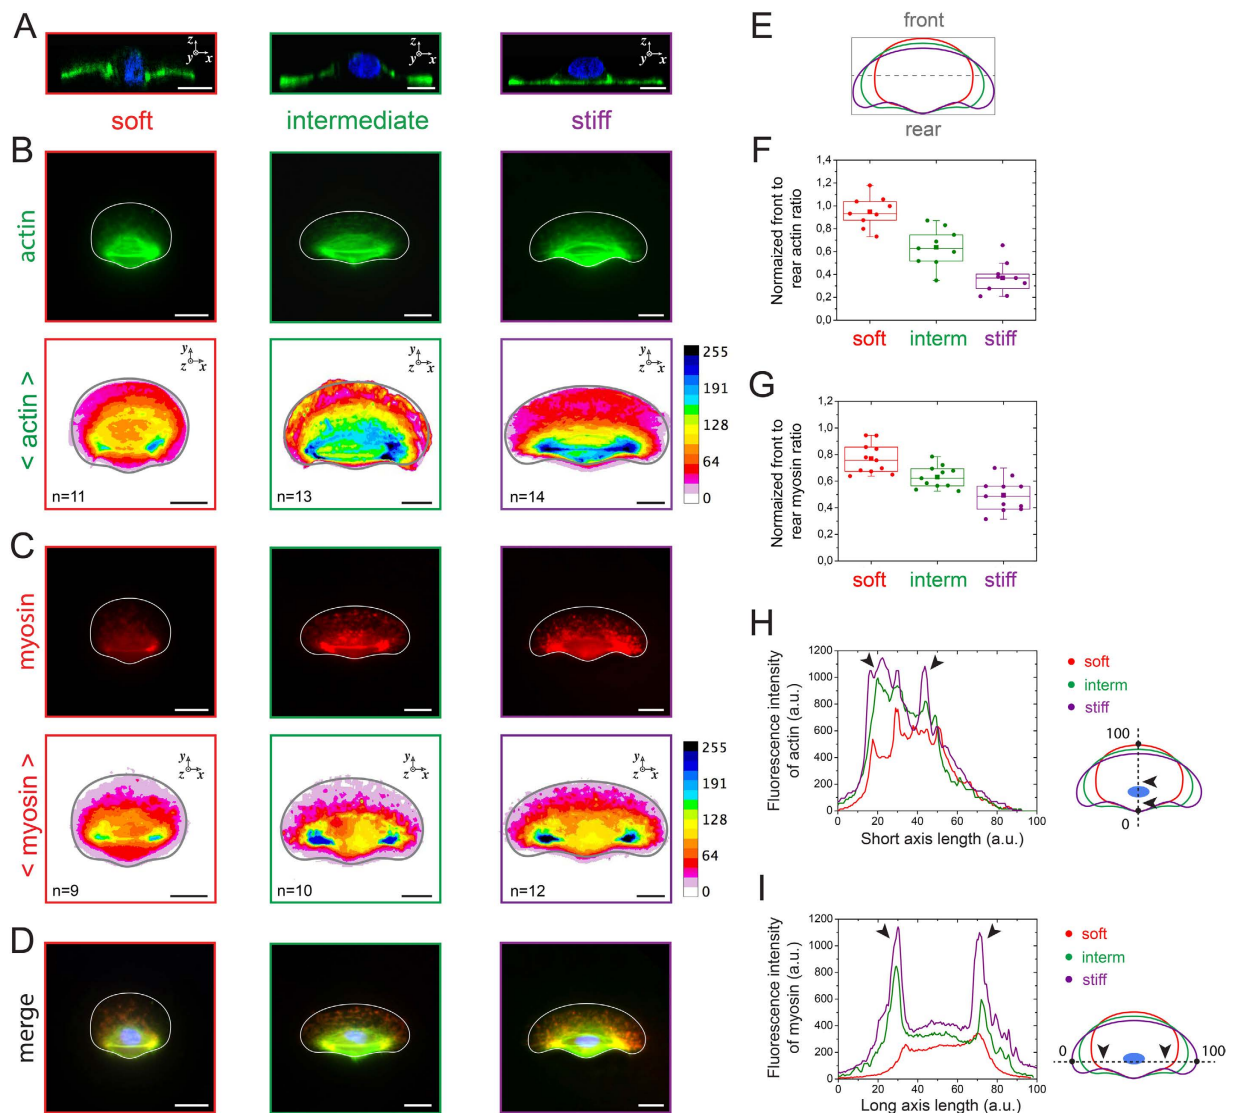 A
z
y x
z
y x
z
y x
soft
intermediate
stiff
B
actin
< actin >
y
z x
y
z x
y
z x
n=11
n=13
n=14
255
191
128
64
0
C
myosin
< myosin >
y
z x
y
z x
y
z x
n=9
n=10
n=12
255
191
128
64
0
D
merge
E
front
rear
F
Normaized front to
rear actin ratio
1,4
1,2
1,0
0,8
0,6
0,4
0,2
0,0
soft interm stiff
G
Normaized front to
rear myosin ratio
1,2
1,0
0,8
0,6
0,4
0,2
0,0
soft interm stiff
H
Fluorescence intensity
of actin (a.u.)
1200
1000
800
600
400
200
0
0 20 40 60 80 100
Short axis length (a.u.)
soft
interm
stiff
100
0
I
Fluorescence intensity
of myosin (a.u.)
1200
1000
800
600
400
200
0
0 20 40 60 80 100
Long axis length (a.u.)
soft
interm
stiff
0 100